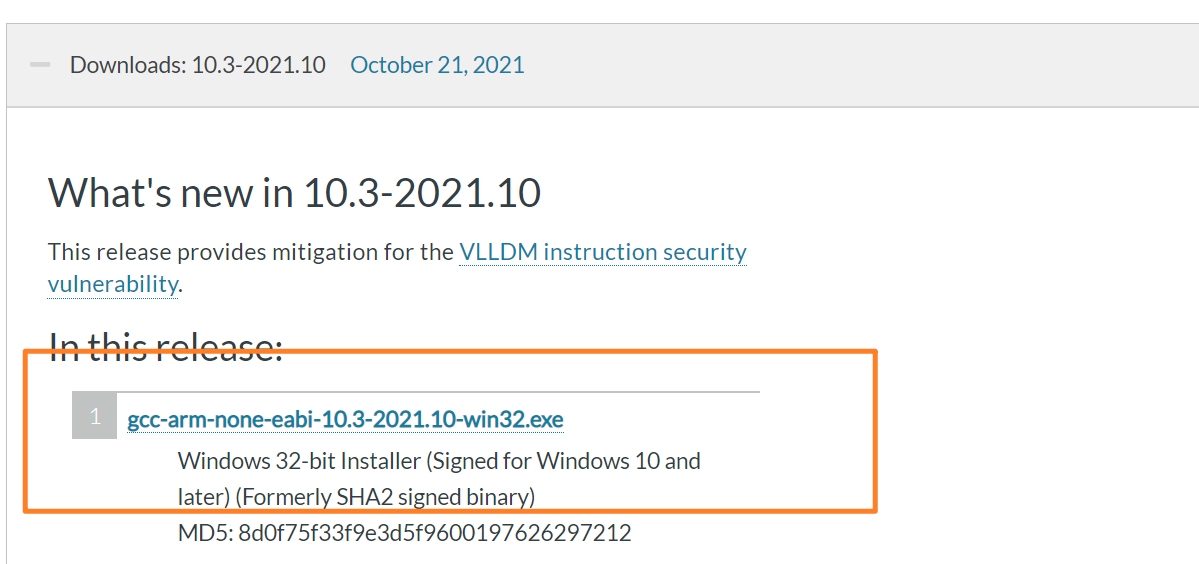 Downloads: 10.3-2021.10 October 21, 2021
What's new in 10.3-2021.10
This release provides mitigation for the VLLDM instruction security
vulnerability.
In this release:
1 gcc-arm-none-eabi-10.3-2021.10-win32.exe
Windows 32-bit Installer (Signed for Windows 10 and
later) (Formerly SHA2 signed binary)
MD5: 8d0f75f33f9e3d5f9600197626297212